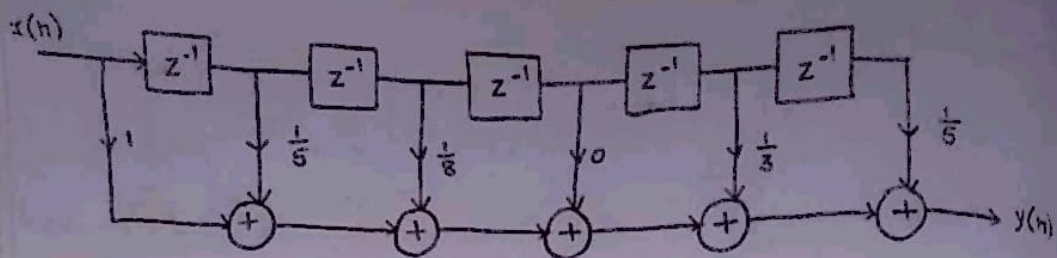 x(n)
z⁻¹ z⁻¹ z⁻¹ z⁻¹ z⁻¹
1 1/5 1/8 0 1/3 1/5
+ + + + +
y(n)